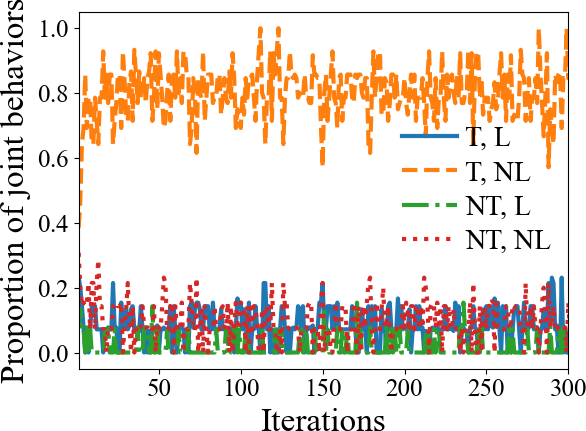 Proportion of joint behaviors
1.0
0.8
0.6
0.4
0.2
0.0
T, L
T, NL
NT, L
NT, NL
50
100
150
200
250
300
Iterations